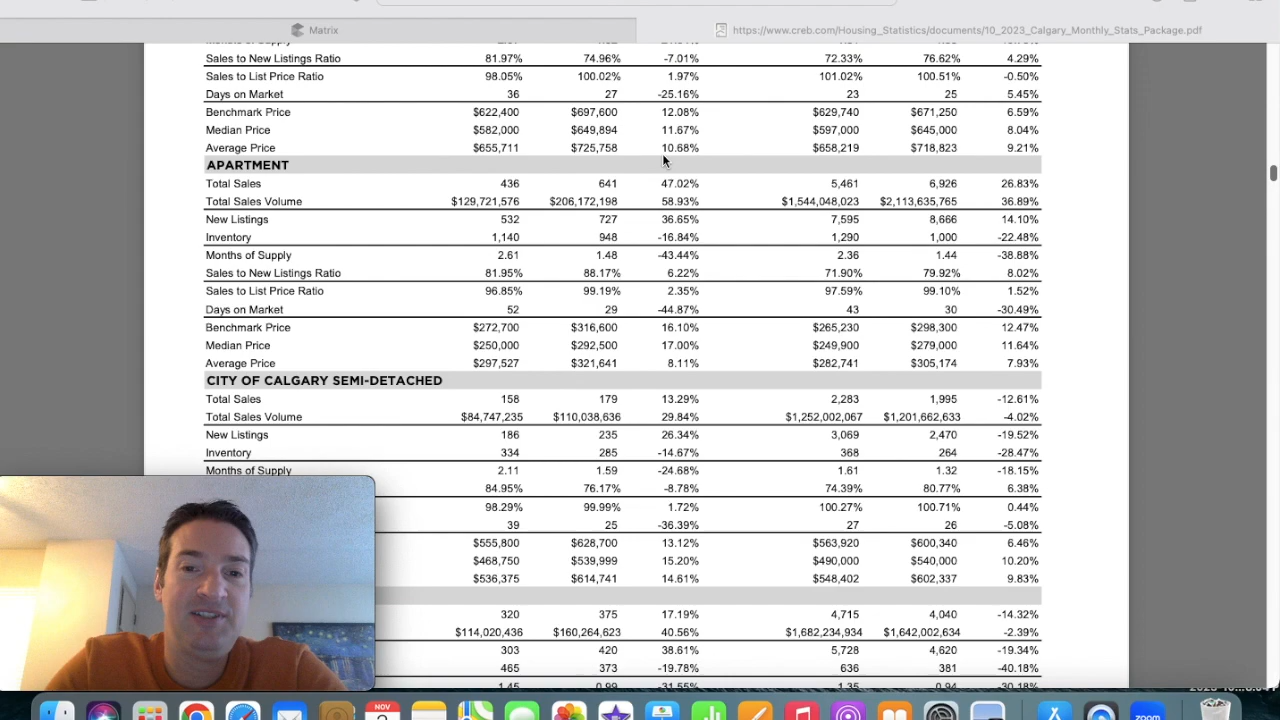 Matrix
https://www.creb.com/Housing_Statistics/documents/10_2023_Calgary_Monthly_Stats_Package.pdf
Sales to New Listings Ratio 81.97% 74.96% -7.01% 72.33% 76.62% 4.29%
Sales to List Price Ratio 98.05% 100.02% 1.97% 101.02% 100.51% -0.50%
Days on Market 36 27 -25.16% 23 25 5.45%
Benchmark Price $622,400 $697,600 12.08% $629,740 $671,250 6.59%
Median Price $582,000 $649,894 11.67% $597,000 $645,000 8.04%
Average Price $655,711 $725,758 10.68% $658,219 $718,823 9.21%
APARTMENT
Total Sales 436 641 47.02% 5,461 6,926 26.83%
Total Sales Volume $129,721,576 $206,172,198 58.93% $1,544,048,023 $2,113,635,765 36.89%
New Listings 532 727 36.65% 7,595 8,666 14.10%
Inventory 1,140 948 -16.84% 1,290 1,000 -22.48%
Months of Supply 2.61 1.48 -43.44% 2.36 1.44 -38.88%
Sales to New Listings Ratio 81.95% 88.17% 6.22% 71.90% 79.92% 8.02%
Sales to List Price Ratio 96.85% 99.19% 2.35% 97.59% 99.10% 1.52%
Days on Market 52 29 -44.87% 43 30 -30.49%
Benchmark Price $272,700 $316,600 16.10% $265,230 $298,300 12.47%
Median Price $250,000 $292,500 17.00% $249,900 $279,000 11.64%
Average Price $297,527 $321,641 8.11% $282,741 $305,174 7.93%
CITY OF CALGARY SEMI-DETACHED
Total Sales 158 179 13.29% 2,283 1,995 -12.61%
Total Sales Volume $84,747,235 $110,038,636 29.84% $1,252,002,067 $1,201,662,633 -4.02%
New Listings 186 235 26.34% 3,069 2,470 -19.52%
Inventory 334 285 -14.67% 368 264 -28.47%
Months of Supply 2.11 1.59 -24.68% 1.61 1.32 -18.15%
84.95% 76.17% -8.78% 74.39% 80.77% 6.38%
98.29% 99.99% 1.72% 100.27% 100.71% 0.44%
39 25 -36.39% 27 26 -5.08%
$555,800 $628,700 13.12% $563,920 $600,340 6.46%
$468,750 $539,999 15.20% $490,000 $540,000 10.20%
$536,375 $614,741 14.61% $548,402 $602,337 9.83%
320 375 17.19% 4,715 4,040 -14.32%
$114,020,436 $160,264,623 40.56% $1,682,234,934 $1,642,002,634 -2.39%
303 420 38.61% 5,728 4,620 -19.34%
465 373 -19.78% 636 381 -40.18%
1.45 0.99 -31.55% 1.35 0.94 -30.18%
NOV
zoom